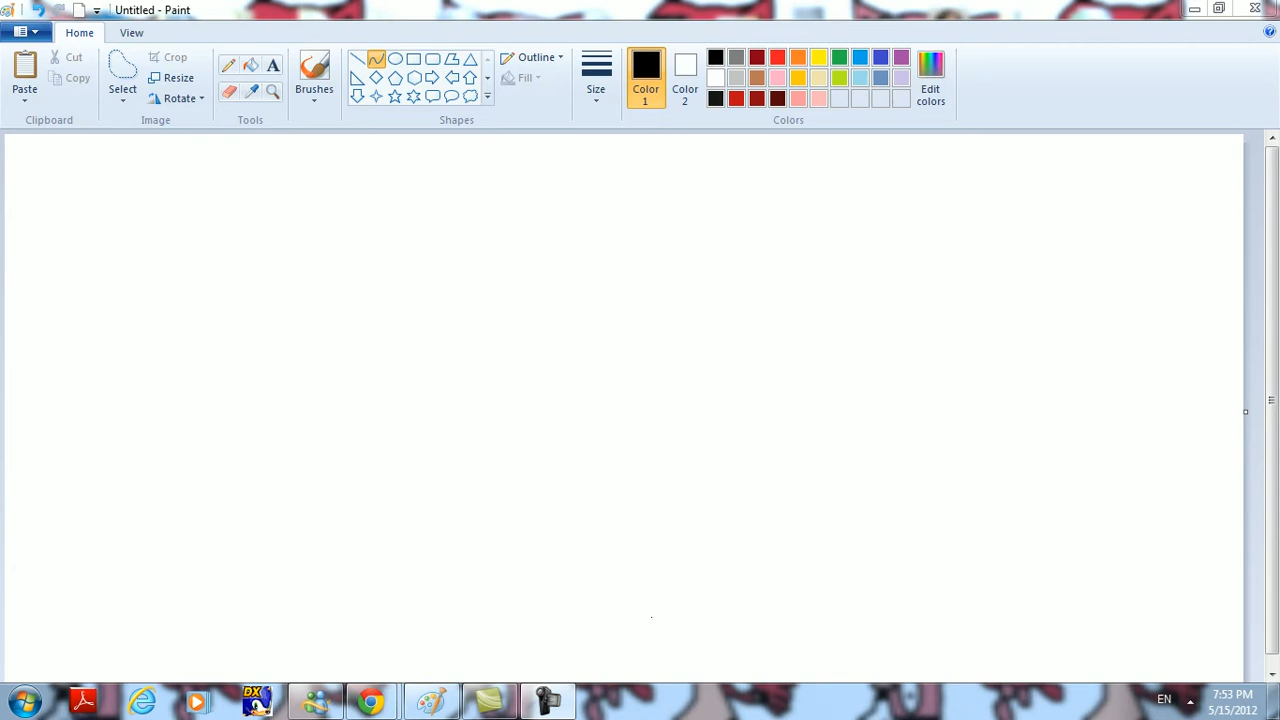 Untitled - Paint
Home View
Paste
Cut
Copy
Clipboard
Select
Crop
Resize
Rotate
Image
A
Tools
Brushes
Outline
Fill
Shapes
Size
Color 1
Color 2
Edit colors
Colors
DX
EN
7:53 PM
5/15/2012